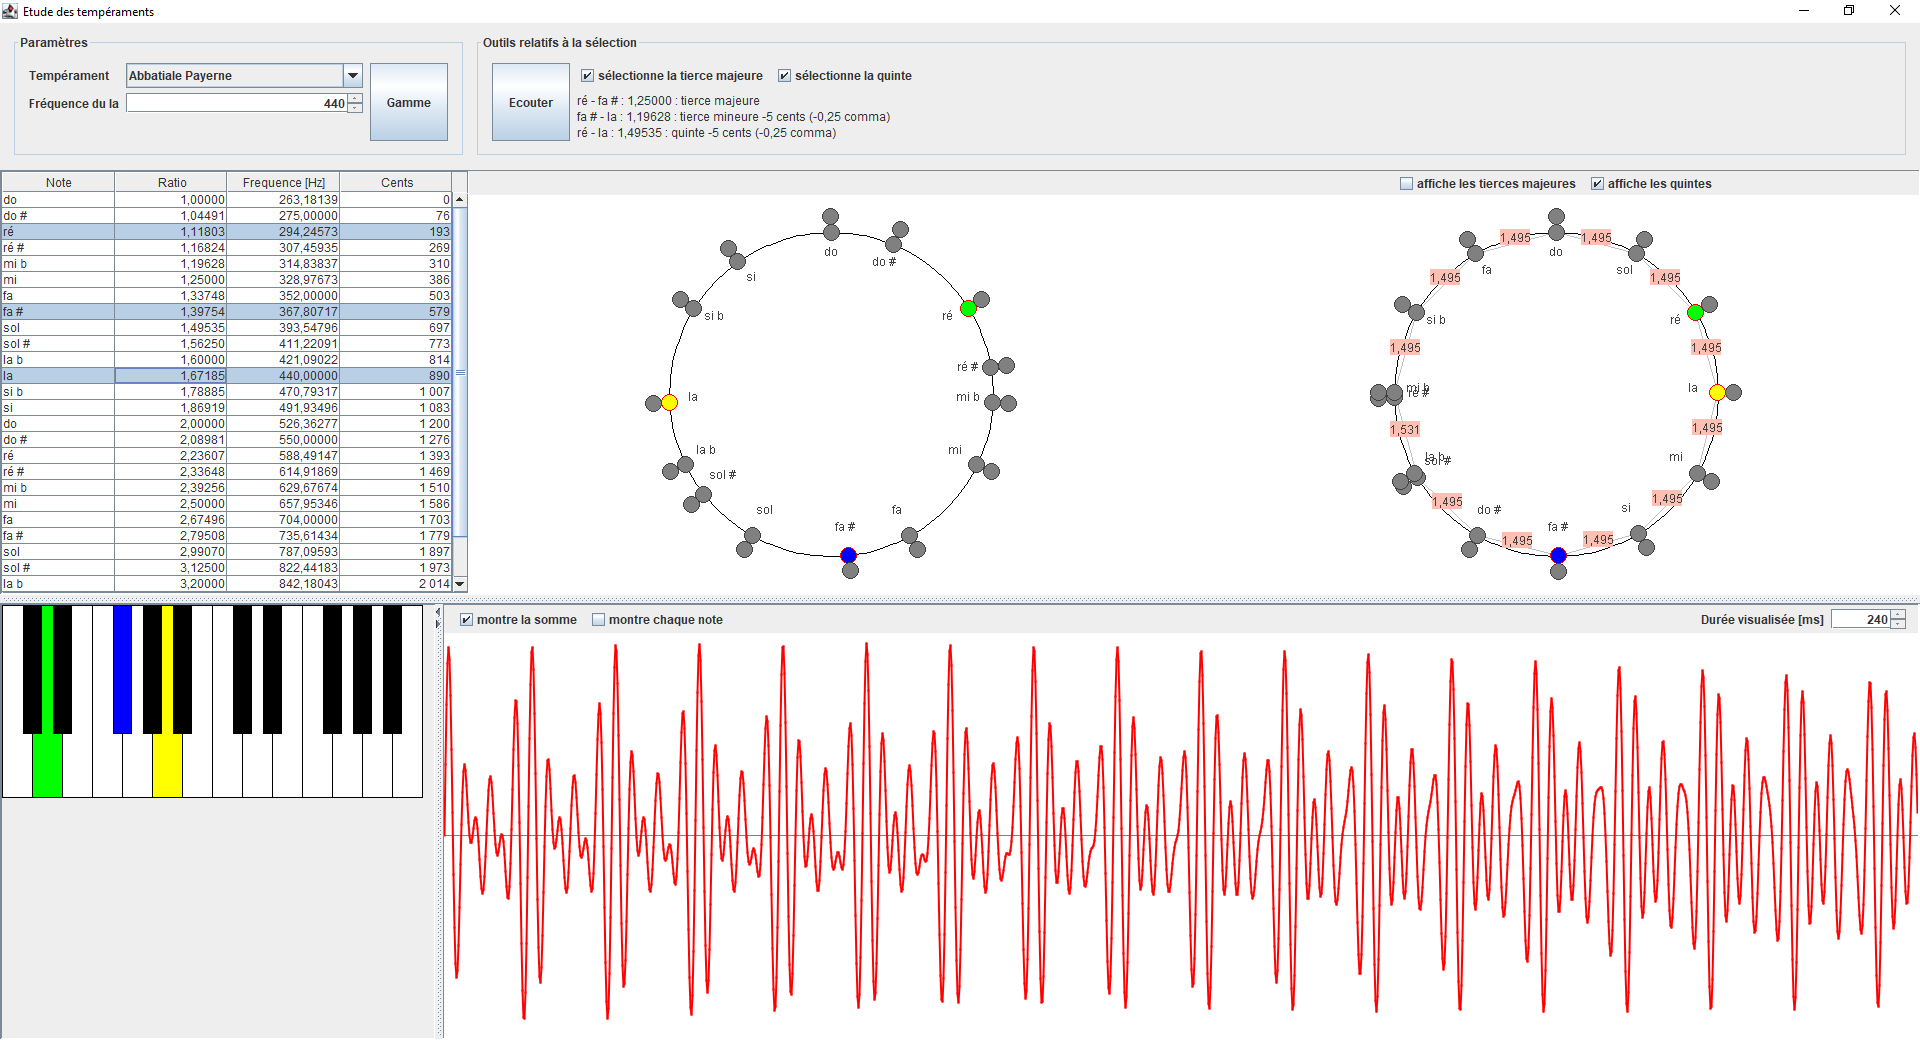 Etude des tempéraments
Paramètres
Tempérament Abbatiale Payerne
Fréquence du la 440
Gamme
Outils relatifs à la sélection
Ecouter
sélectionne la tierce majeure sélectionne la quinte
ré - fa # : 1,25000 : tierce majeure
fa # - la : 1,19628 : tierce mineure -5 cents (-0,25 comma)
ré - la : 1,49535 : quinte -5 cents (-0,25 comma)
Note Ratio Frequence [Hz] Cents
do 1,00000 263,18139 0
do # 1,04491 275,00000 76
ré 1,11803 294,24573 193
ré # 1,16824 307,45935 269
mi b 1,19628 314,83837 310
mi 1,25000 328,97673 386
fa 1,33748 352,00000 503
fa # 1,39754 367,80717 579
sol 1,49535 393,54796 697
sol # 1,56250 411,22091 773
la b 1,60000 421,09022 814
la 1,67185 440,00000 890
si b 1,78885 470,79317 1 007
si 1,86919 491,93496 1 083
do 2,00000 526,36277 1 200
do # 2,08981 550,00000 1 276
ré 2,23607 588,49147 1 393
ré # 2,33648 614,91869 1 469
mi b 2,39256 629,67674 1 510
mi 2,50000 657,95346 1 586
fa 2,67496 704,00000 1 703
fa # 2,79508 735,61434 1 779
sol 2,99070 787,09593 1 897
sol # 3,12500 822,44183 1 973
la b 3,20000 842,18043 2 014
do
do #
si
ré
si b
ré #
mi b
la
mi
la b
sol #
sol
fa
fa #
affiche les tierces majeures affiche les quintes
1,495 1,495
do
fa sol
1,495 1,495
si b ré
1,495 1,495
mi b
ré #
la
1,531 1,495
la b
sol #
mi
1,495 1,495
do # si
fa #
1,495 1,495
montre la somme montre chaque note
Durée visualisée [ms] 240